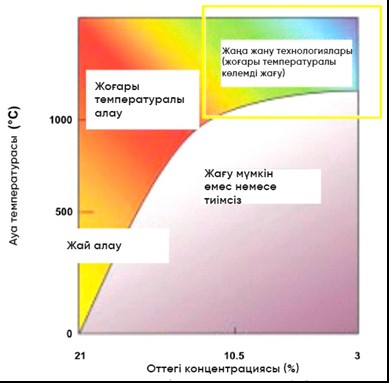 Жаңа жану технологиялары
(жоғары температуралы
көлемді жағу)
Жоғары
температуралы
алау
Жағу мүмкін
емес немесе
тиімсіз
Жай алау
Ауа температурасы (°C)
1000
500
0
21
10.5
3
Оттегі концентрациясы (%)